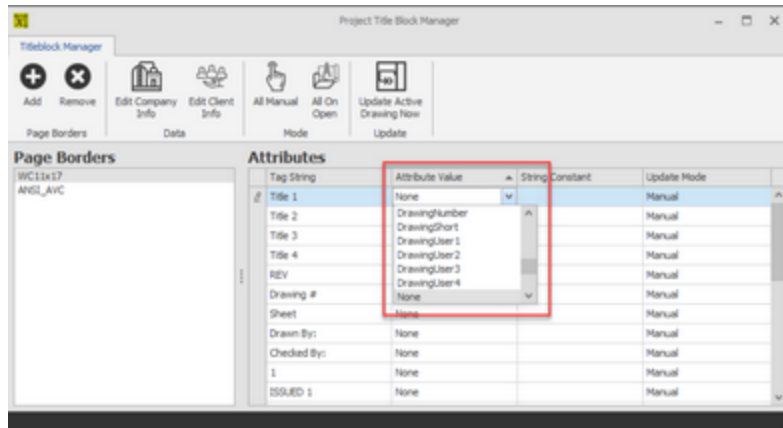 Project Title Block Manager
Titleblock Manager
Add Remove Edit Company Info Edit Client Info All Manual All On Open Update Active Drawing Now
Page Borders Data Mode Update
Page Borders
WC11x17
ANSI_AVC
Attributes
Tag String Attribute Value String Constant Update Mode
Title 1 None Manual
Title 2 Manual
Title 3 Manual
Title 4 Manual
REV Manual
Drawing # Manual
DrawingNumber
DrawingShort
DrawingUser1
DrawingUser2
DrawingUser3
DrawingUser4
None
Sheet None Manual
Drawn By: None Manual
Checked By: None Manual
1 None Manual
ISSUED 1 None Manual